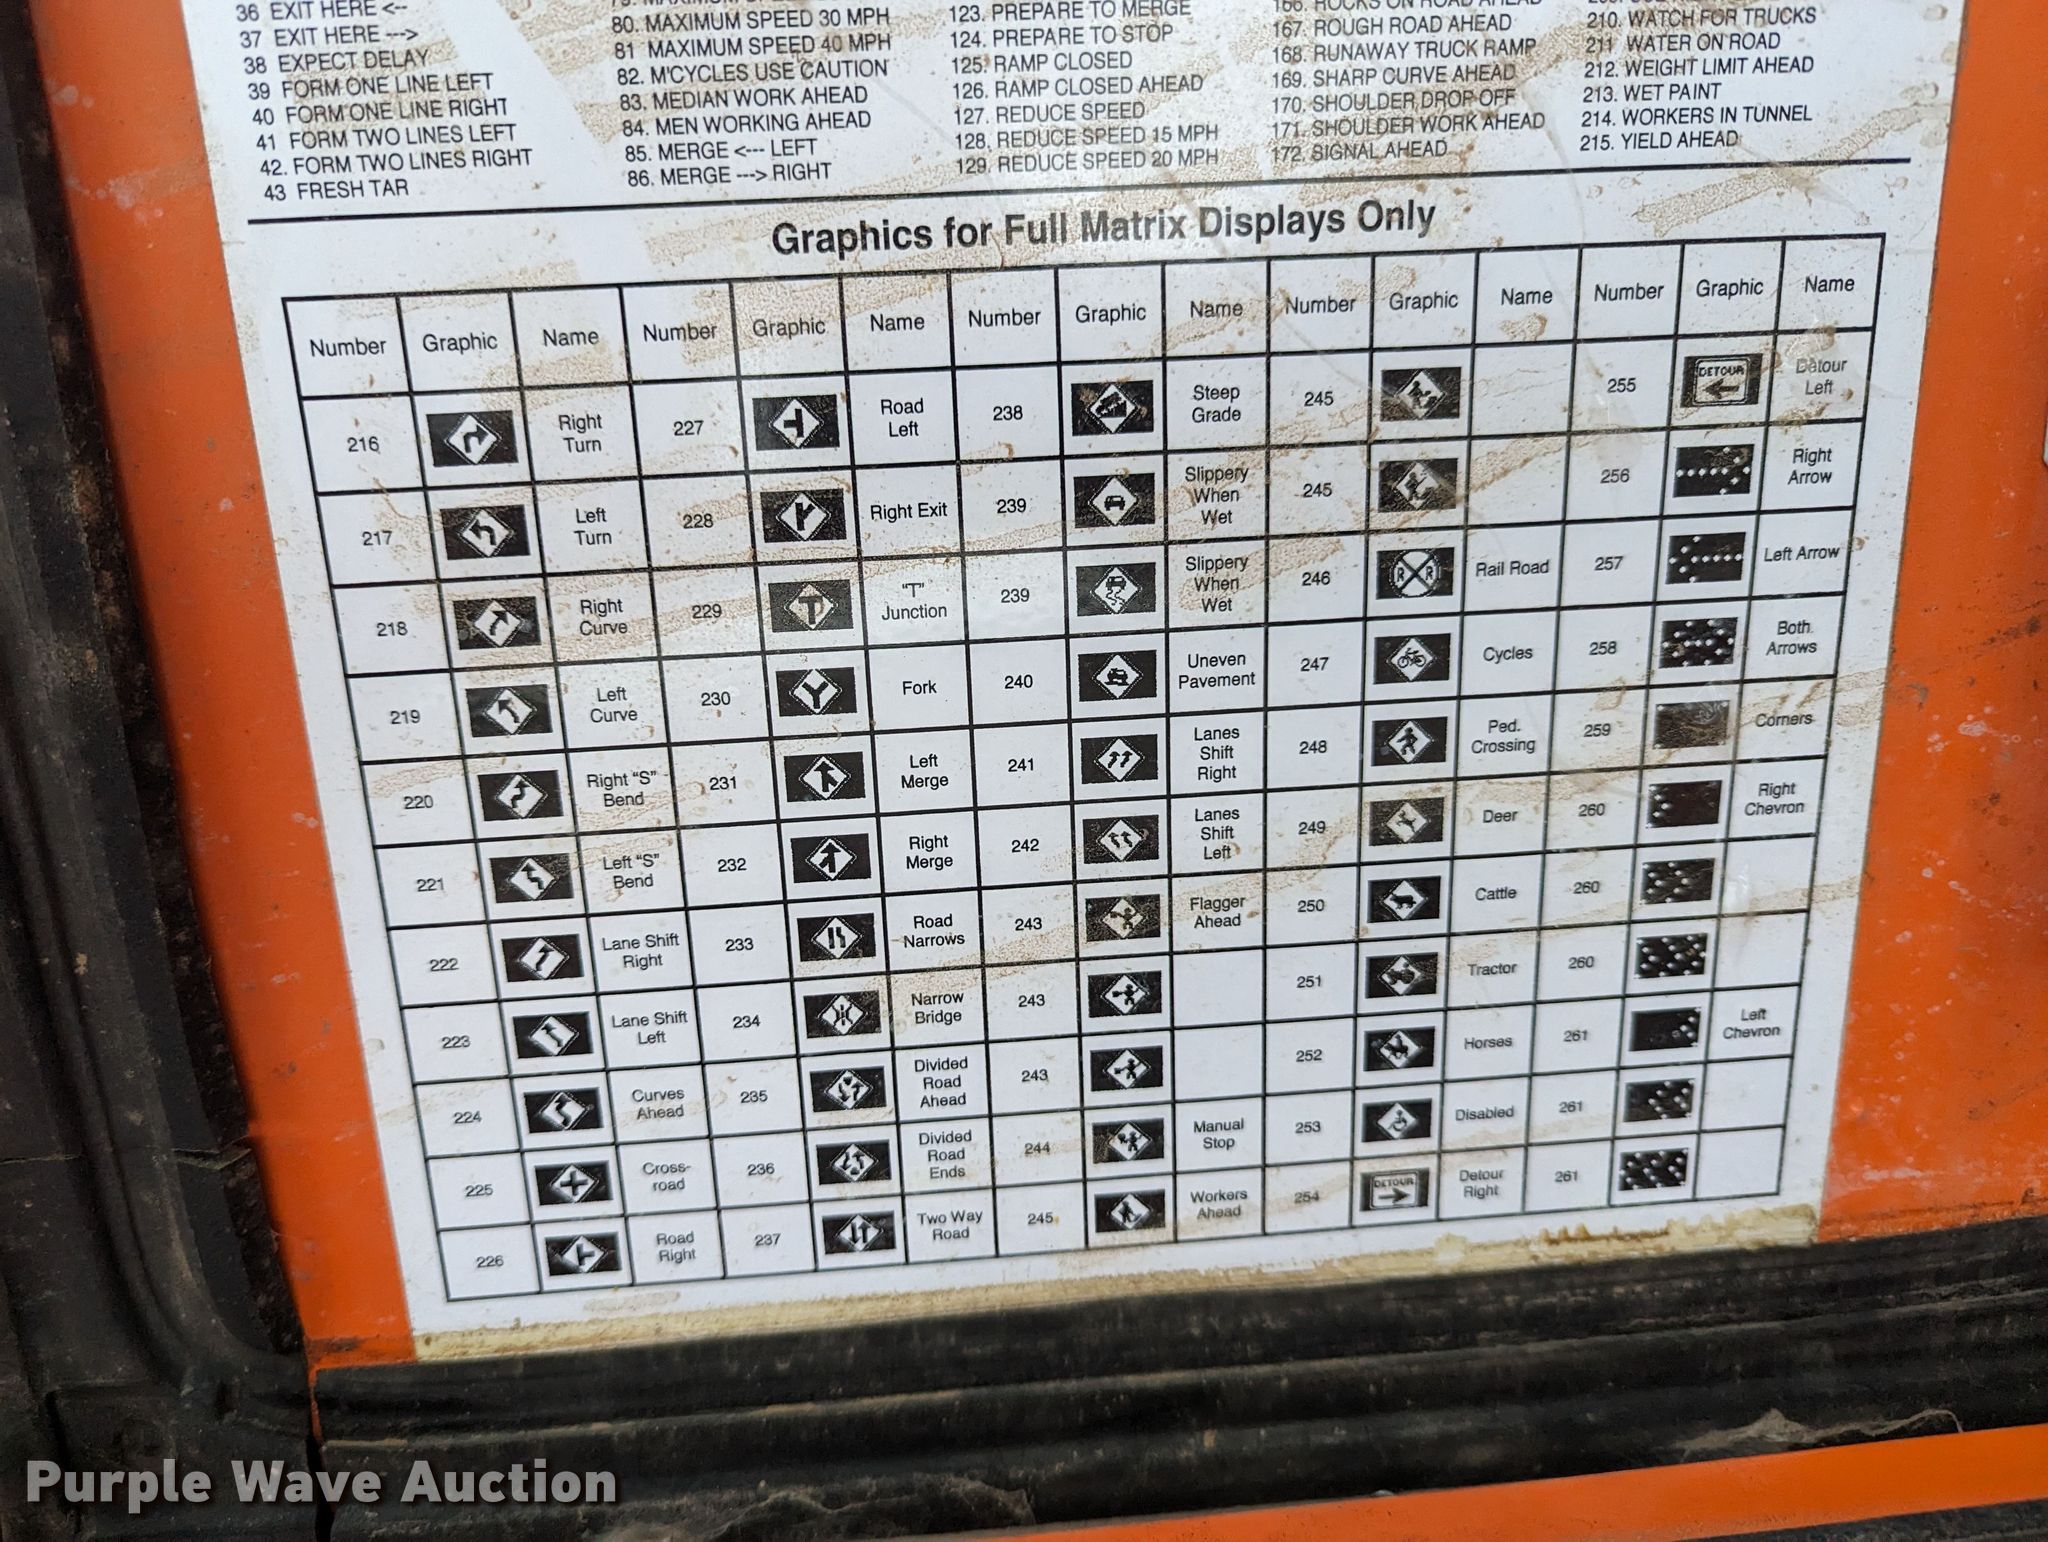 36 EXIT HERE <--
37 EXIT HERE --->
38 EXPECT DELAY
39 FORM ONE LINE LEFT
40 FORM ONE LINE RIGHT
41 FORM TWO LINES LEFT
42. FORM TWO LINES RIGHT
43 FRESH TAR
80. MAXIMUM SPEED 30 MPH
81 MAXIMUM SPEED 40 MPH
82. M'CYCLES USE CAUTION
83. MEDIAN WORK AHEAD
84. MEN WORKING AHEAD
85. MERGE <--- LEFT
86. MERGE ---> RIGHT
123. PREPARE TO MERGE
124. PREPARE TO STOP
125. RAMP CLOSED
126. RAMP CLOSED AHEAD
127. REDUCE SPEED
128. REDUCE SPEED 15 MPH
129. REDUCE SPEED 20 MPH
166. ROCKS ON ROAD AHEAD
167. ROUGH ROAD AHEAD
168. RUNAWAY TRUCK RAMP
169. SHARP CURVE AHEAD
170. SHOULDER DROP OFF
171. SHOULDER WORK AHEAD
172. SIGNAL AHEAD
210. WATCH FOR TRUCKS
211 WATER ON ROAD
212. WEIGHT LIMIT AHEAD
213. WET PAINT
214. WORKERS IN TUNNEL
215. YIELD AHEAD
Graphics for Full Matrix Displays Only
Number Graphic Name Number Graphic Name Number Graphic Name Number Graphic Name Number Graphic Name
216 Right Turn 227 Road Left 238 Steep Grade 245 255 DETOUR Detour Left
217 Left Turn 228 Right Exit 239 Slippery When Wet 245 256 Right Arrow
218 Right Curve 229 "T" Junction 239 Slippery When Wet 246 R R Rail Road 257 Left Arrow
219 Left Curve 230 Fork 240 Uneven Pavement 247 Cycles 258 Both Arrows
220 Right "S" Bend 231 Left Merge 241 Lanes Shift Right 248 Ped. Crossing 259 Corners
221 Left "S" Bend 232 Right Merge 242 Lanes Shift Left 249 Deer 260 Right Chevron
222 Lane Shift Right 233 Road Narrows 243 Flagger Ahead 250 Cattle 260
223 Lane Shift Left 234 Narrow Bridge 243 251 Tractor 260
224 Curves Ahead 235 Divided Road Ahead 243 252 Horses 261 Left Chevron
225 Cross-road 236 Divided Road Ends 244 Manual Stop 253 Disabled 261
226 Road Right 237 Two Way Road 245 Workers Ahead 254 DETOUR Detour Right 261
Purple Wave Auction